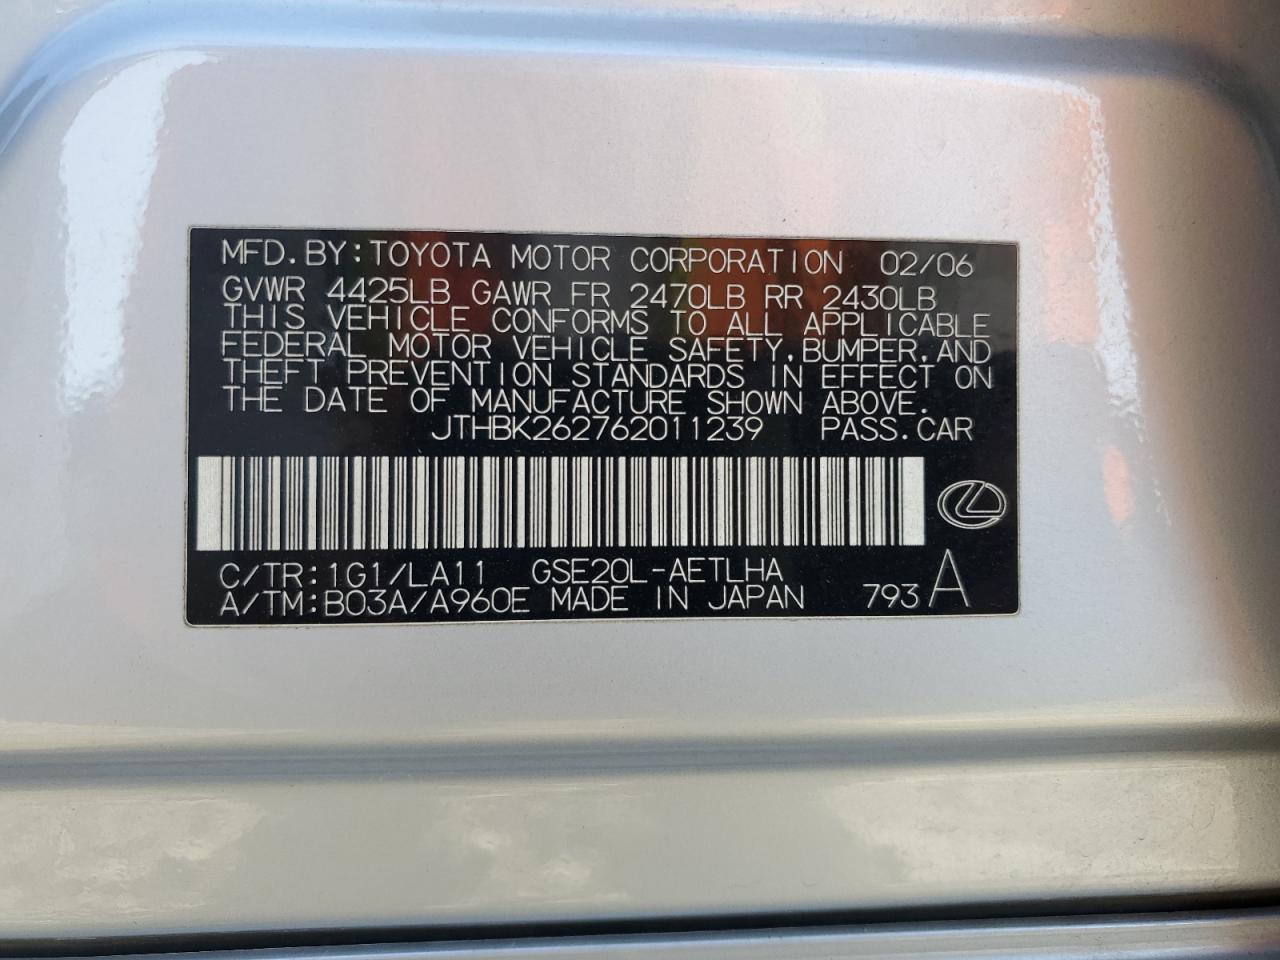 MFD.BY:TOYOTA MOTOR CORPORATION 02/06
GVWR 4425LB GAWR FR 2470LB RR 2430LB
THIS VEHICLE CONFORMS TO ALL APPLICABLE
FEDERAL MOTOR VEHICLE SAFETY,BUMPER,AND
THEFT PREVENTION STANDARDS IN EFFECT ON
THE DATE OF MANUFACTURE SHOWN ABOVE.
JTHBK262762011239 PASS.CAR
C/TR:1G1/LA11 GSE20L-AETLHA
A/TM:B03A/A960E MADE IN JAPAN 793 A